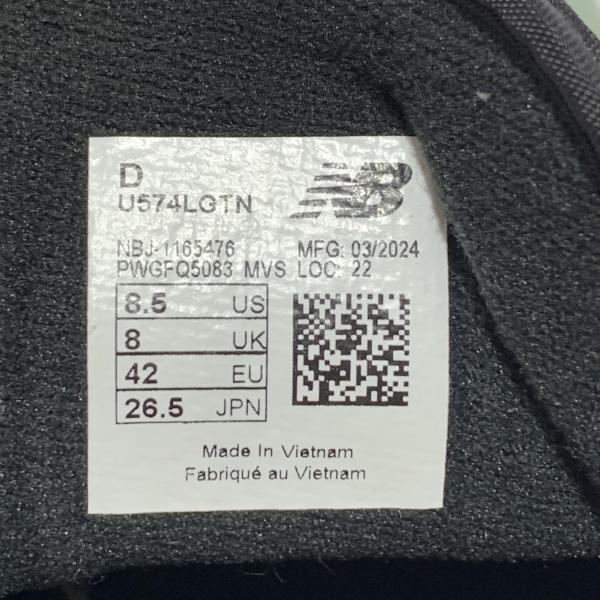 D
U574LGTN
NB
NBJ-1165476 MFG: 03/2024
PWGFQ5083 MVS LOC: 22
8.5 US
8 UK
42 EU
26.5 JPN
Made In Vietnam
Fabriqué au Vietnam